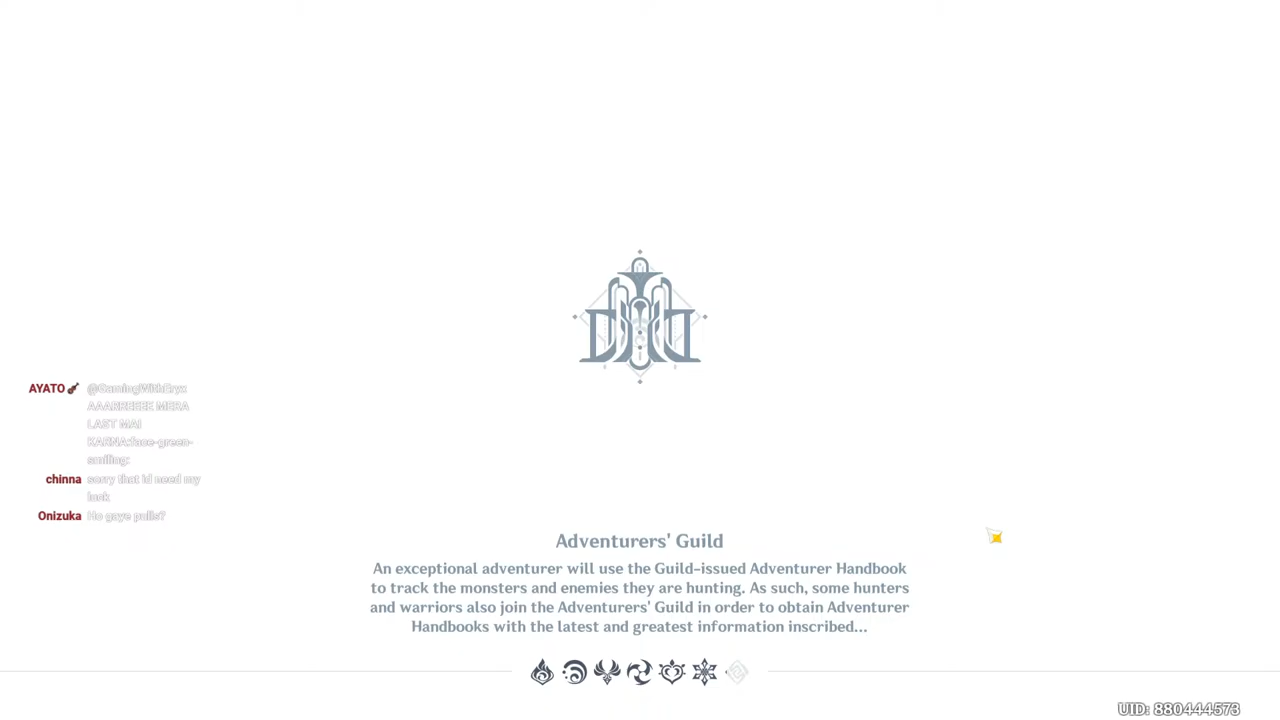 AYATO @GamingWithEryx
AAARREEEE MERA
LAST MAI
KARNA:face-green-
smiling:
chinna sorry that id need my
luck
Onizuka Ho gaye pulls?
Adventurers' Guild
An exceptional adventurer will use the Guild-issued Adventurer Handbook
to track the monsters and enemies they are hunting. As such, some hunters
and warriors also join the Adventurers' Guild in order to obtain Adventurer
Handbooks with the latest and greatest information inscribed...
UID: 880444573